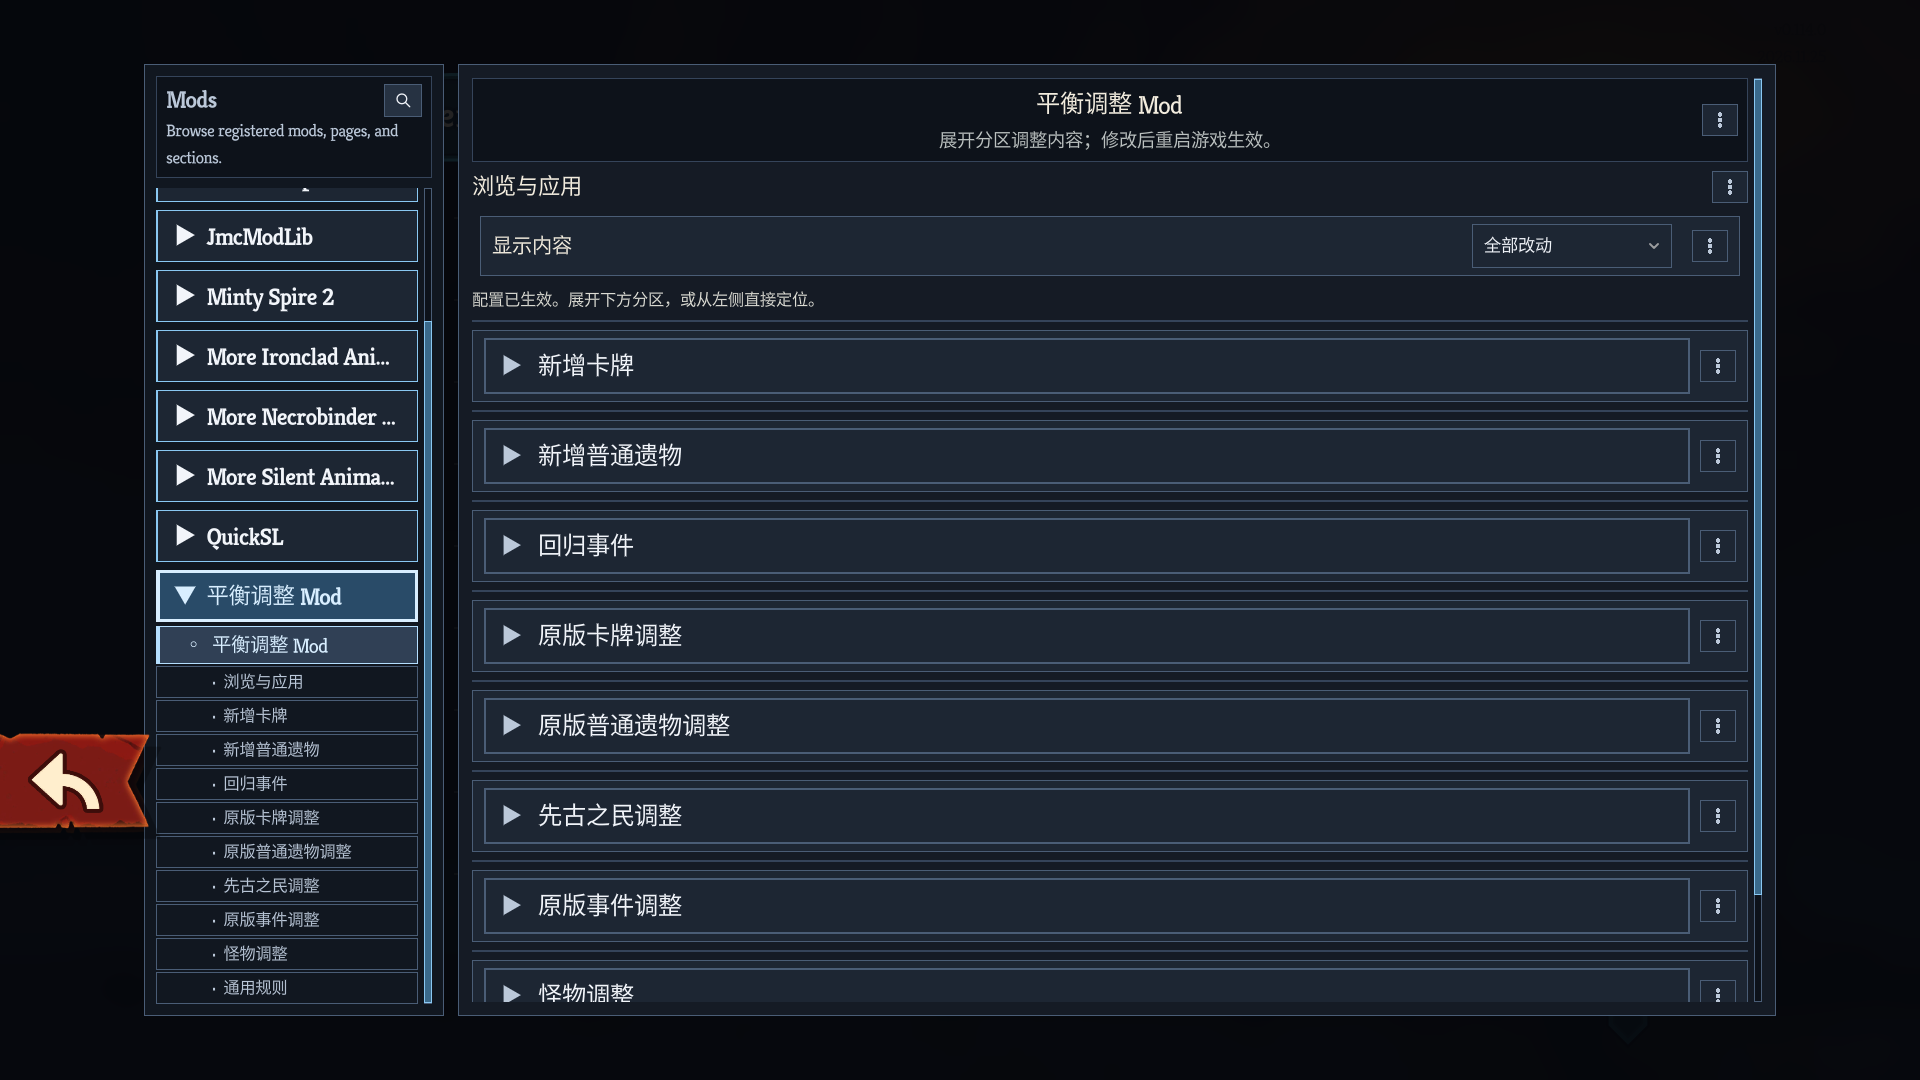 Mods
Browse registered mods, pages, and
sections.
JmcModLib
Minty Spire 2
More Ironclad Ani...
More Necrobinder ...
More Silent Anima...
QuickSL
平衡调整 Mod
平衡调整 Mod
· 浏览与应用
· 新增卡牌
· 新增普通遗物
· 回归事件
· 原版卡牌调整
· 原版普通遗物调整
· 先古之民调整
· 原版事件调整
· 怪物调整
· 通用规则
平衡调整 Mod
展开分区调整内容；修改后重启游戏生效。
浏览与应用
显示内容
全部改动
配置已生效。展开下方分区，或从左侧直接定位。
新增卡牌
新增普通遗物
回归事件
原版卡牌调整
原版普通遗物调整
先古之民调整
原版事件调整
怪物调整